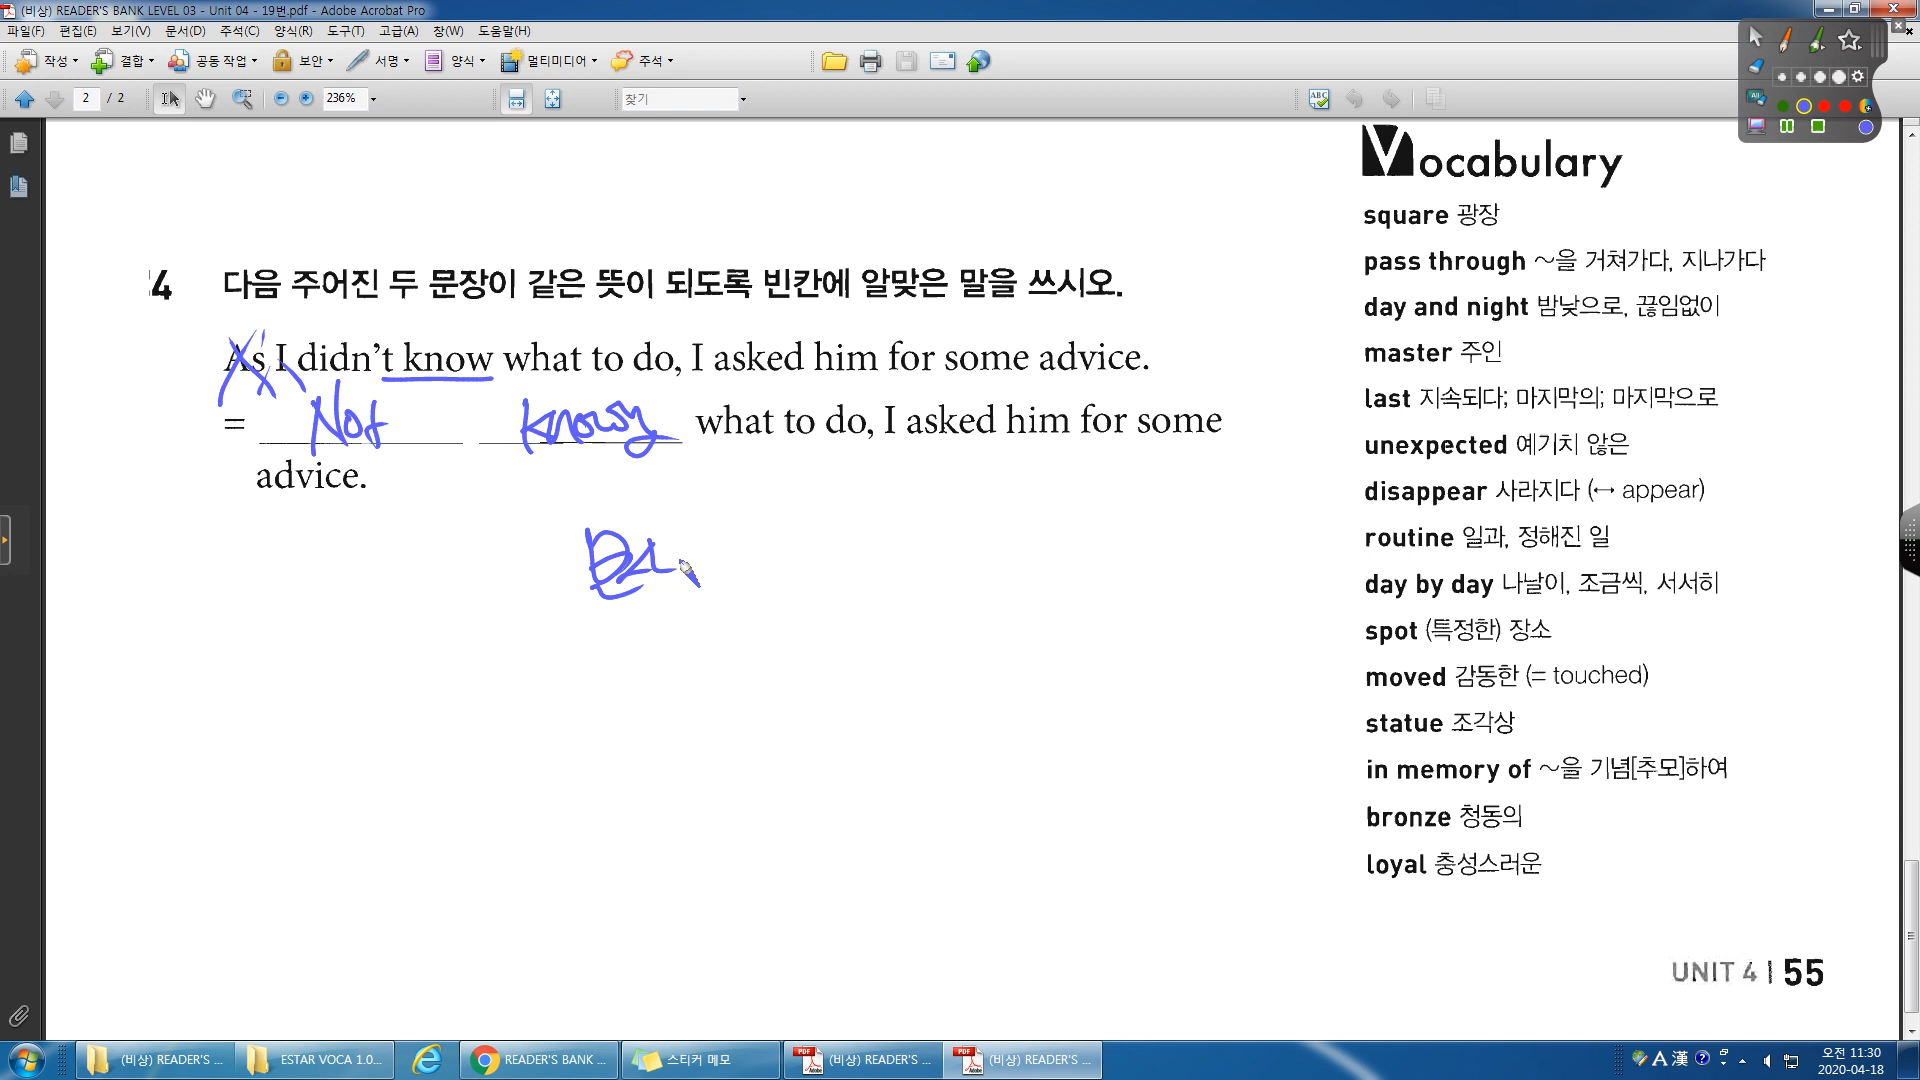 (비상) READER'S BANK LEVEL 03 - Unit 04 - 19번.pdf - Adobe Acrobat Pro
파일(F) 편집(E) 보기(V) 문서(D) 주석(C) 양식(R) 도구(T) 고급(A) 창(W) 도움말(H)
작성 결합 공동 작업 보안 서명 양식 멀티미디어 주석
2 / 2 236% 찾기
Vocabulary
square 광장
pass through ~을 거쳐가다, 지나가다
day and night 밤낮으로, 끊임없이
master 주인
last 지속되다; 마지막의; 마지막으로
unexpected 예기치 않은
disappear 사라지다 (↔ appear)
routine 일과, 정해진 일
day by day 나날이, 조금씩, 서서히
spot (특정한) 장소
moved 감동한 (= touched)
statue 조각상
in memory of ~을 기념[추모]하여
bronze 청동의
loyal 충성스러운
4 다음 주어진 두 문장이 같은 뜻이 되도록 빈칸에 알맞은 말을 쓰시오.
As I didn't know what to do, I asked him for some advice.
= Not what to do, I asked him for some
advice.
UNIT 4 | 55
(비상) READER'S ... ESTAR VOCA 1.0... READER'S BANK ... 스티커 메모 (비상) READER'S ... (비상) READER'S ...
A 漢
오전 11:30
2020-04-18